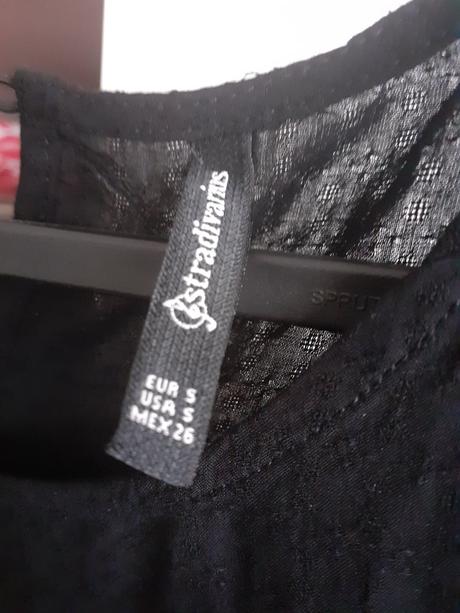 stradivarius
EUR S
USA S
MEX 26